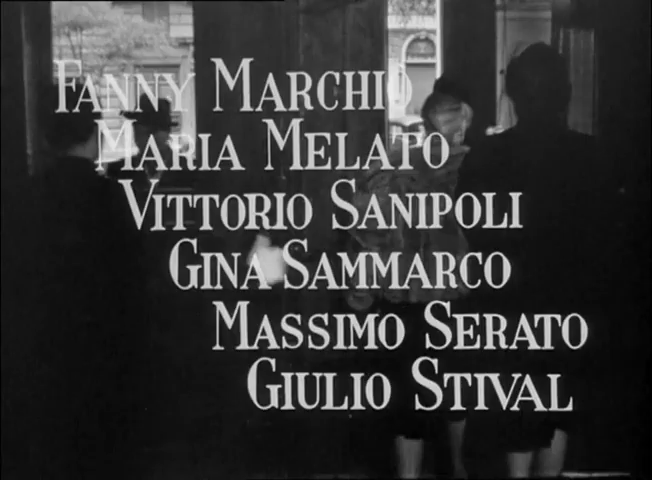 FANNY MARCHIÒ
MARIA MELATO
VITTORIO SANIPOLI
GINA SAMMARCO
MASSIMO SERATO
GIULIO STIVAL